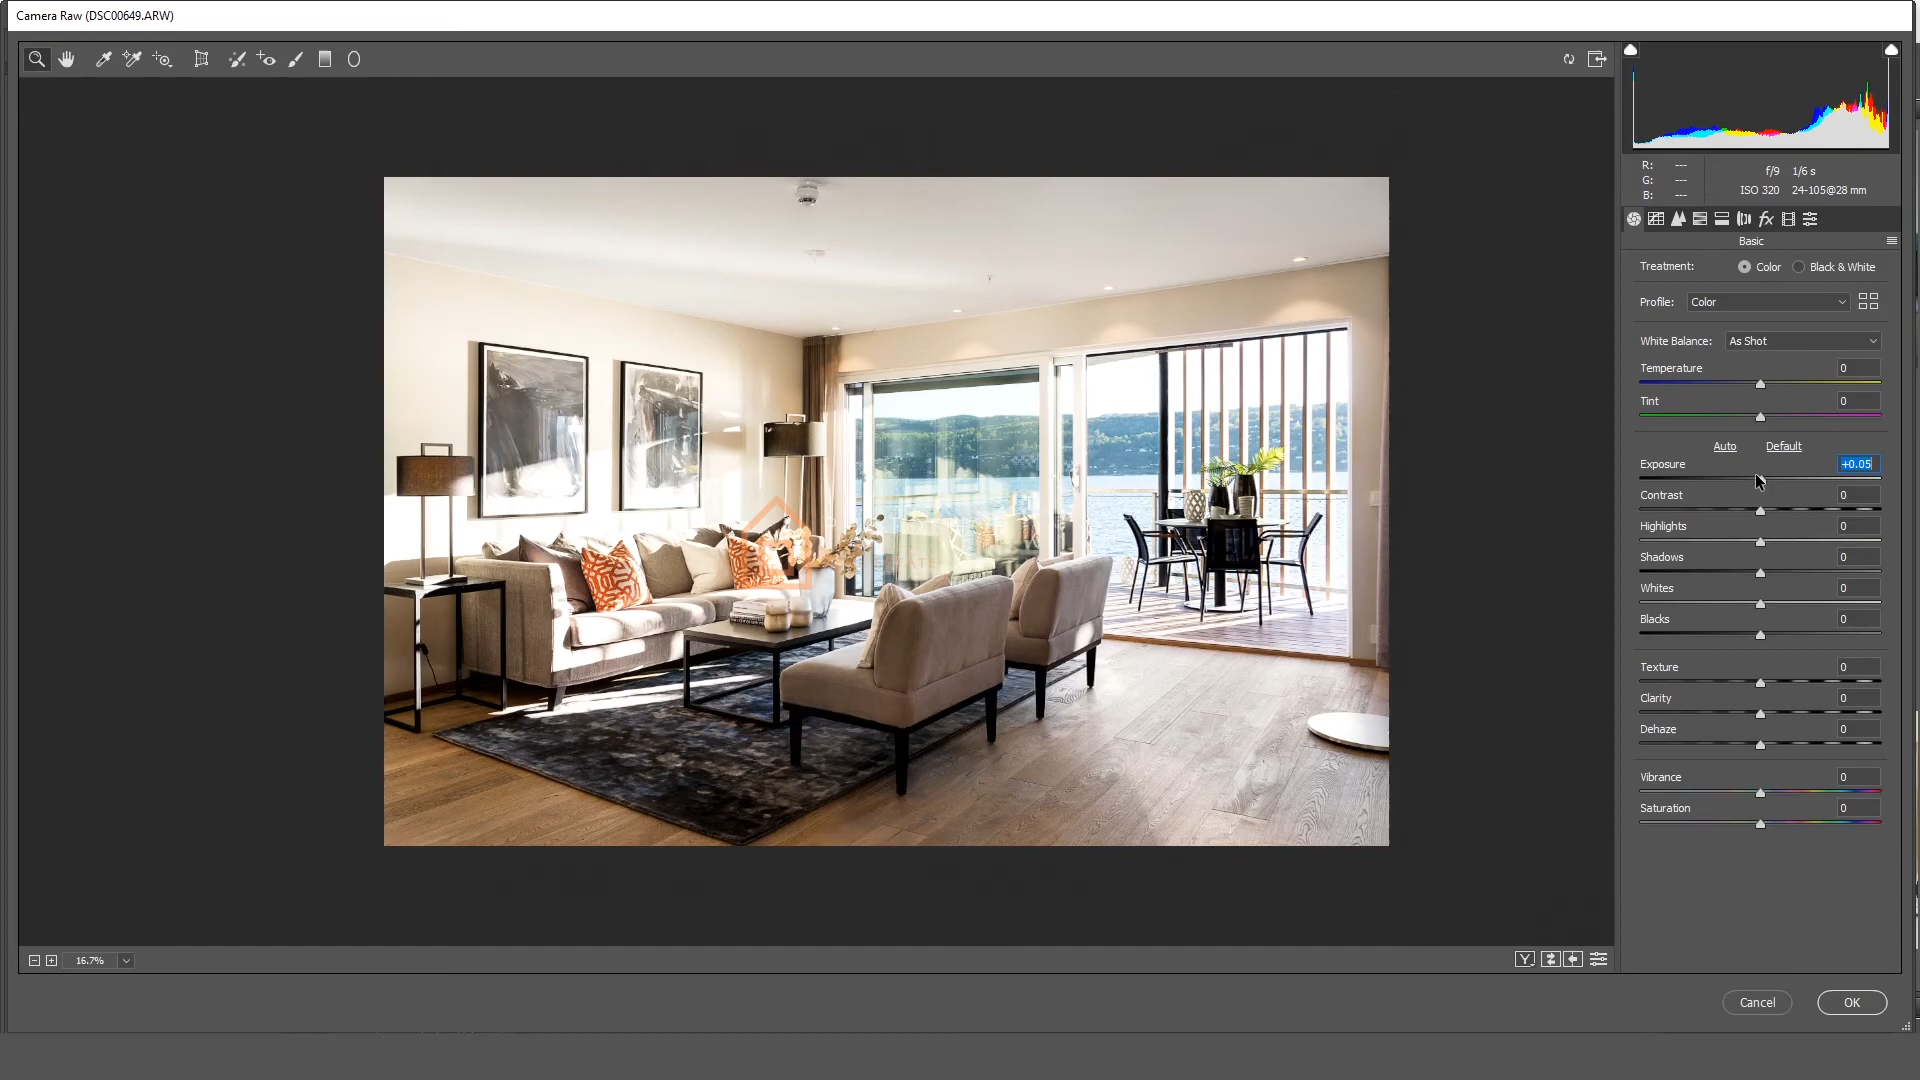 Camera Raw (DSC00649.ARW)
R: ---
G: ---
B: ---
f/9 1/6 s
ISO 320 24-105@28 mm
fx
Basic
Treatment: Color Black & White
Profile: Color
White Balance: As Shot
Temperature 0
Tint 0
Auto Default
Exposure +0.05
Contrast 0
Highlights 0
Shadows 0
Whites 0
Blacks 0
Texture 0
Clarity 0
Dehaze 0
Vibrance 0
Saturation 0
16.7%
Y
Cancel OK